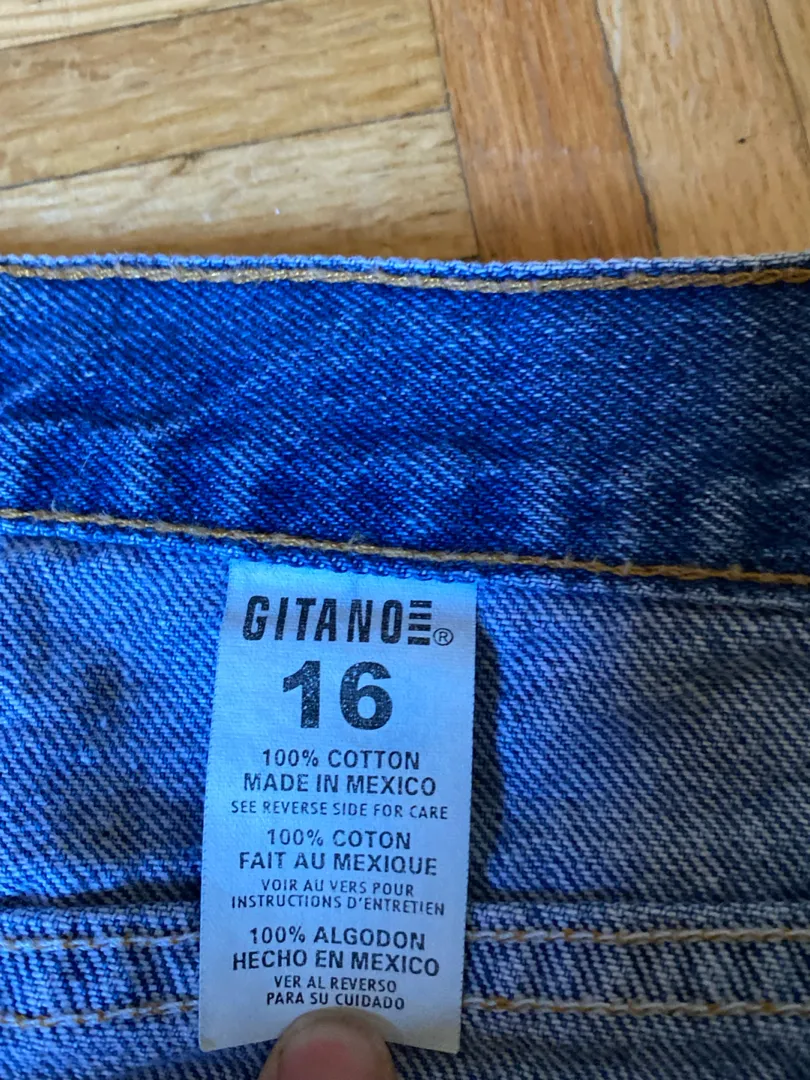 GITANO®
16
100% COTTON
MADE IN MEXICO
SEE REVERSE SIDE FOR CARE
100% COTON
FAIT AU MEXIQUE
VOIR AU VERS POUR
INSTRUCTIONS D'ENTRETIEN
100% ALGODON
HECHO EN MEXICO
VER AL REVERSO
PARA SU CUIDADO